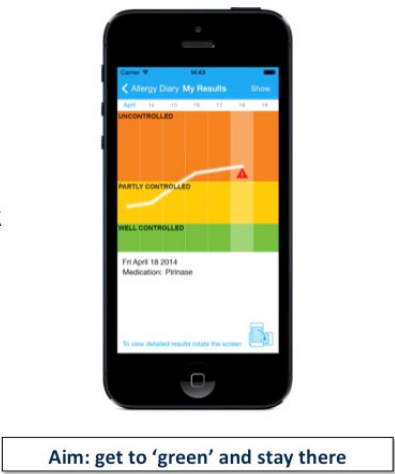 Carrier 14:43
Allergy Diary My Results Show
April 14 15 16 17 18 19
UNCONTROLLED
PARTLY CONTROLLED
WELL CONTROLLED
Fri April 18 2014
Medication: Pirinase
To view detailed results rotate the screen
Aim: get to ‘green’ and stay there